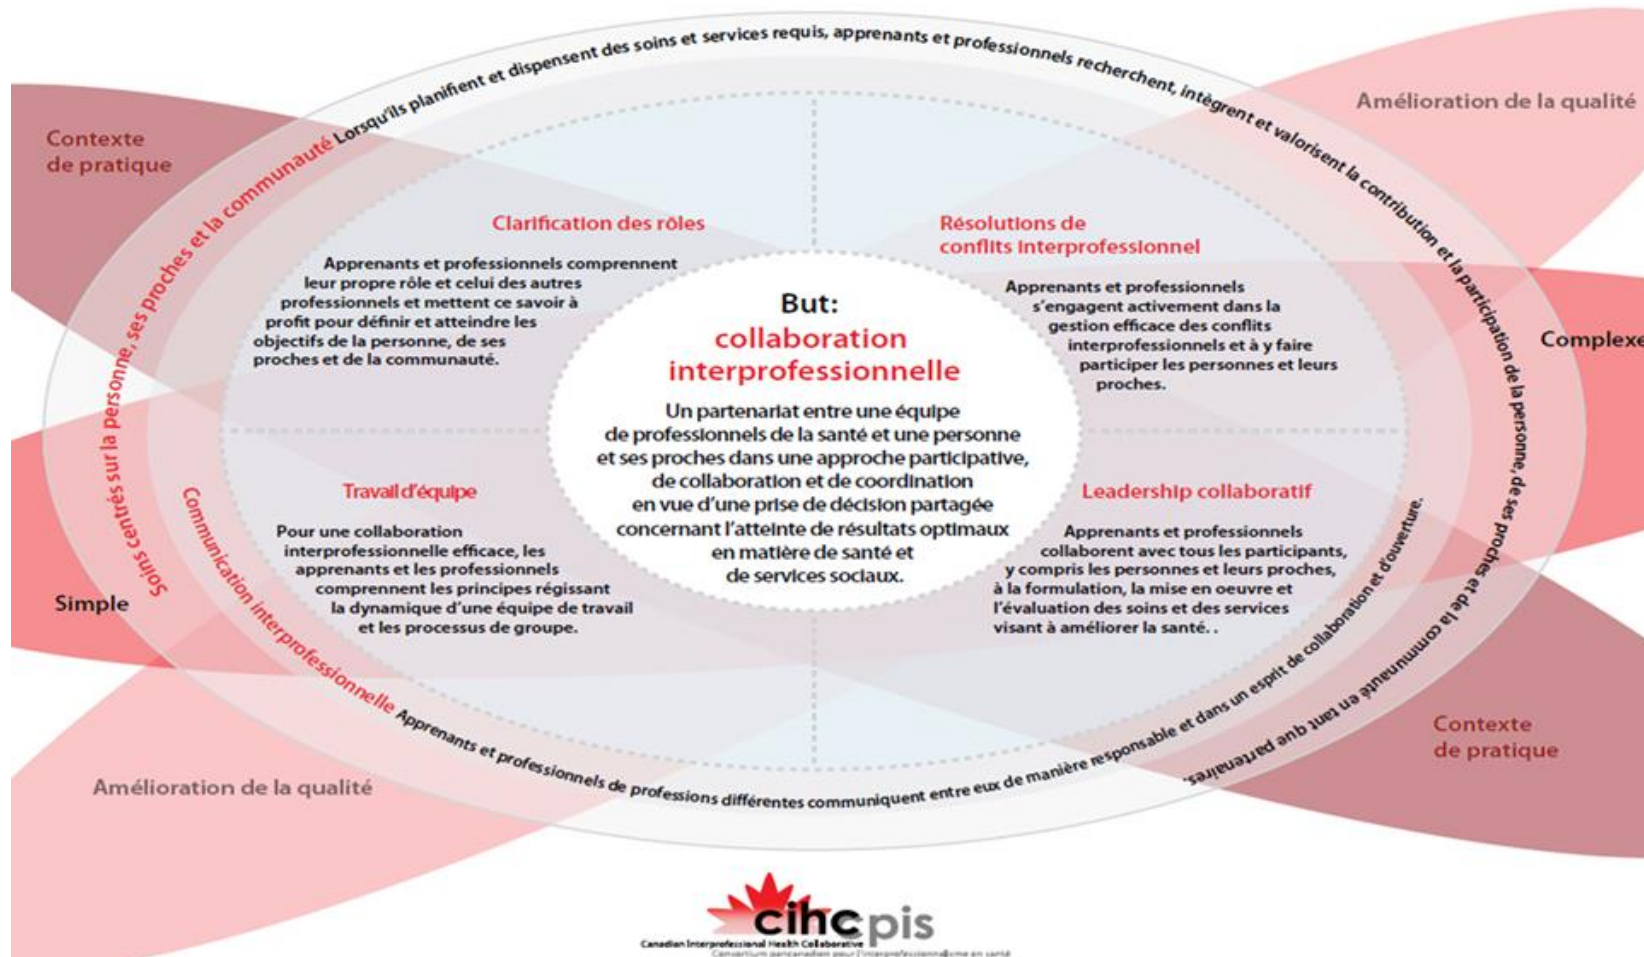 Soins centrés sur la personne, ses proches et la communauté Lorsqu'ils planifient et dispensent des soins et services requis, apprenants et professionnels recherchent, intègrent et valorisent la contribution et la participation de la personne, de ses proches et de la communauté en tant que partenaires.
Amélioration de la qualité
Contexte
de pratique
Clarification des rôles
Apprenants et professionnels comprennent
leur propre rôle et celui des autres
professionnels et mettent ce savoir à
profit pour définir et atteindre les
objectifs de la personne, de ses
proches et de la communauté.
Résolutions de
conflits interprofessionnel
Apprenants et professionnels
s'engagent activement dans la
gestion efficace des conflits
interprofessionnels et à y faire
participer les personnes et leurs
proches.
But:
collaboration
interprofessionnelle
Un partenariat entre une équipe
de professionnels de la santé et une personne
et ses proches dans une approche participative,
de collaboration et de coordination
en vue d'une prise de décision partagée
concernant l'atteinte de résultats optimaux
en matière de santé et
de services sociaux.
Complexe
Travail d'équipe
Pour une collaboration
interprofessionnelle efficace, les
apprenants et les professionnels
comprennent les principes régissant
la dynamique d'une équipe de travail
et les processus de groupe.
Leadership collaboratif
Apprenants et professionnels
collaborent avec tous les participants,
y compris les personnes et leurs proches,
à la formulation, la mise en oeuvre et
l'évaluation des soins et des services
visant à améliorer la santé. .
Simple
Communication interprofessionnelle Apprenants et professionnels de professions différentes communiquent entre eux de manière responsable et dans un esprit de collaboration et d'ouverture.
Contexte
de pratique
Amélioration de la qualité
cihcpis
Canadian Interprofessional Health Collaborative
Consortium pancanadien pour l'interprofessionnalisme en santé